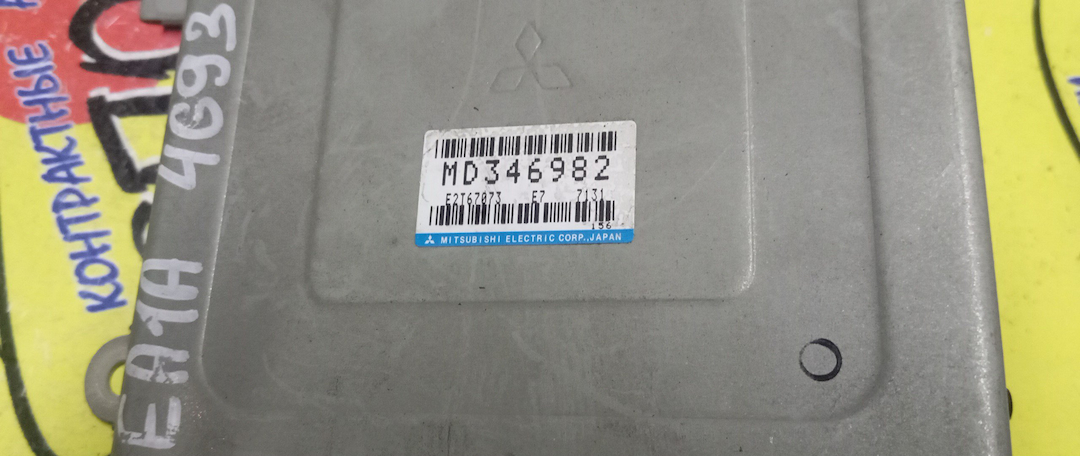 MD346982
E2T67073 E7 7131
156
MITSUBISHI ELECTRIC CORP.,JAPAN
EA1A 4G93
КОНТРАКТНЫЕ